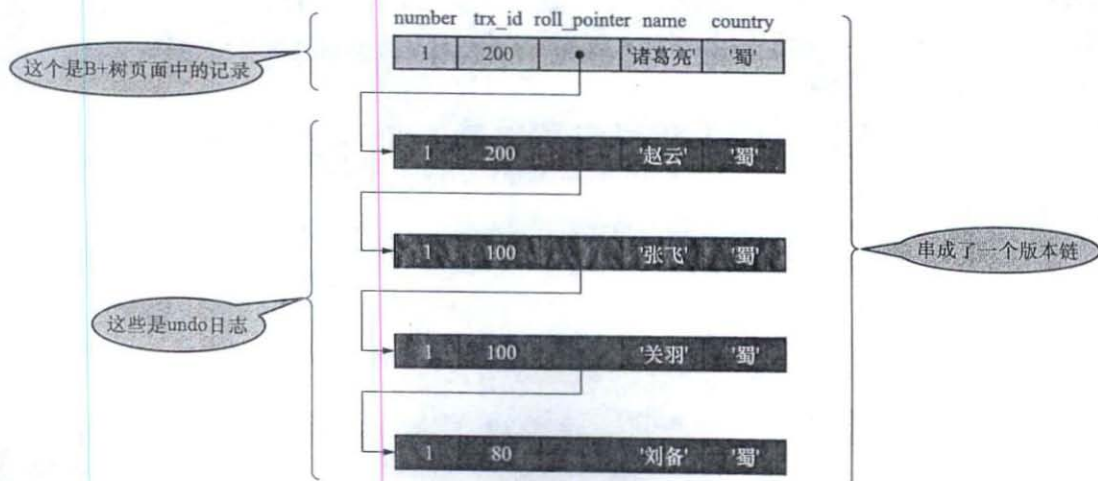 number trx_id roll_pointer name country
1 200 '诸葛亮' '蜀'
这个是B+树页面中的记录
1 200 '赵云' '蜀'
1 100 '张飞' '蜀'
串成了一个版本链
这些是undo日志
1 100 '关羽' '蜀'
1 80 '刘备' '蜀'